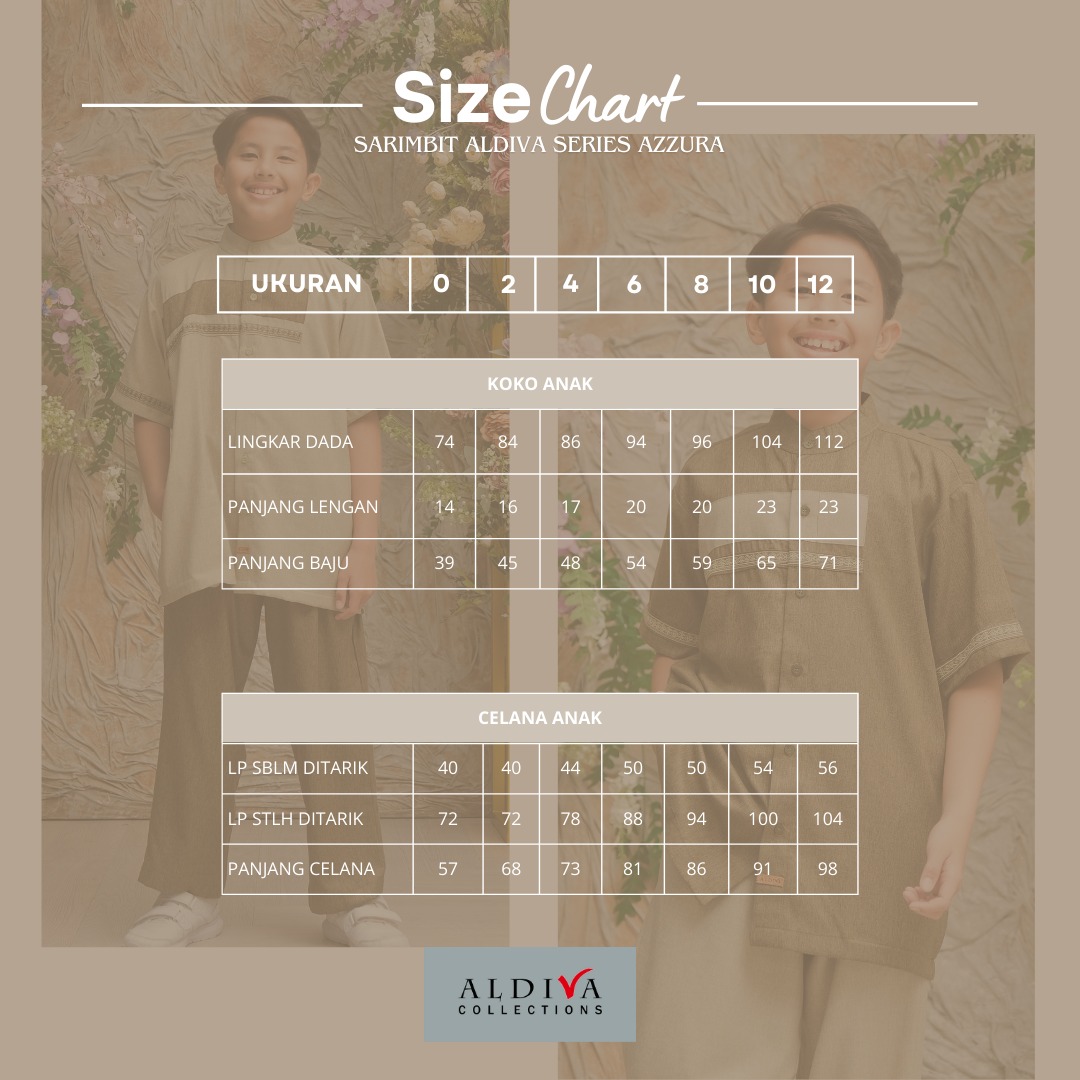 Size Chart
SARIMBIT ALDIVA SERIES AZZURA
UKURAN 0 2 4 6 8 10 12
KOKO ANAK
LINGKAR DADA 74 84 86 94 96 104 112
PANJANG LENGAN 14 16 17 20 20 23 23
PANJANG BAJU 39 45 48 54 59 65 71
CELANA ANAK
LP SBLM DITARIK 40 40 44 50 50 54 56
LP STLH DITARIK 72 72 78 88 94 100 104
PANJANG CELANA 57 68 73 81 86 91 98
ALDIVA
COLLECTIONS